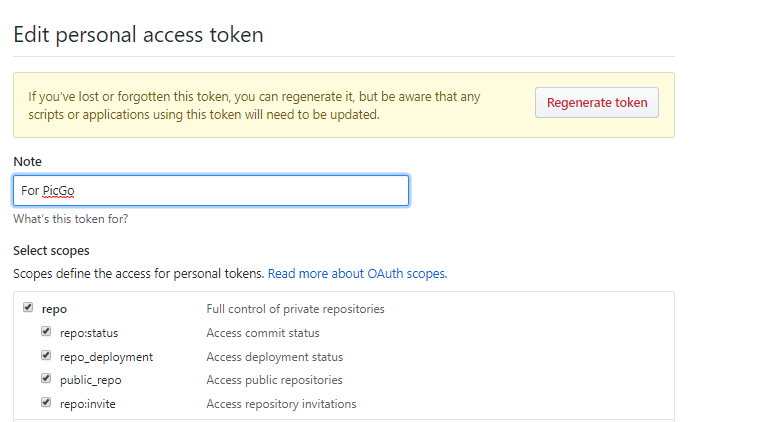 Edit personal access token
If you've lost or forgotten this token, you can regenerate it, but be aware that any
scripts or applications using this token will need to be updated.
Regenerate token
Note
For PicGo
What's this token for?
Select scopes
Scopes define the access for personal tokens. Read more about OAuth scopes.
repo Full control of private repositories
repo:status Access commit status
repo_deployment Access deployment status
public_repo Access public repositories
repo:invite Access repository invitations